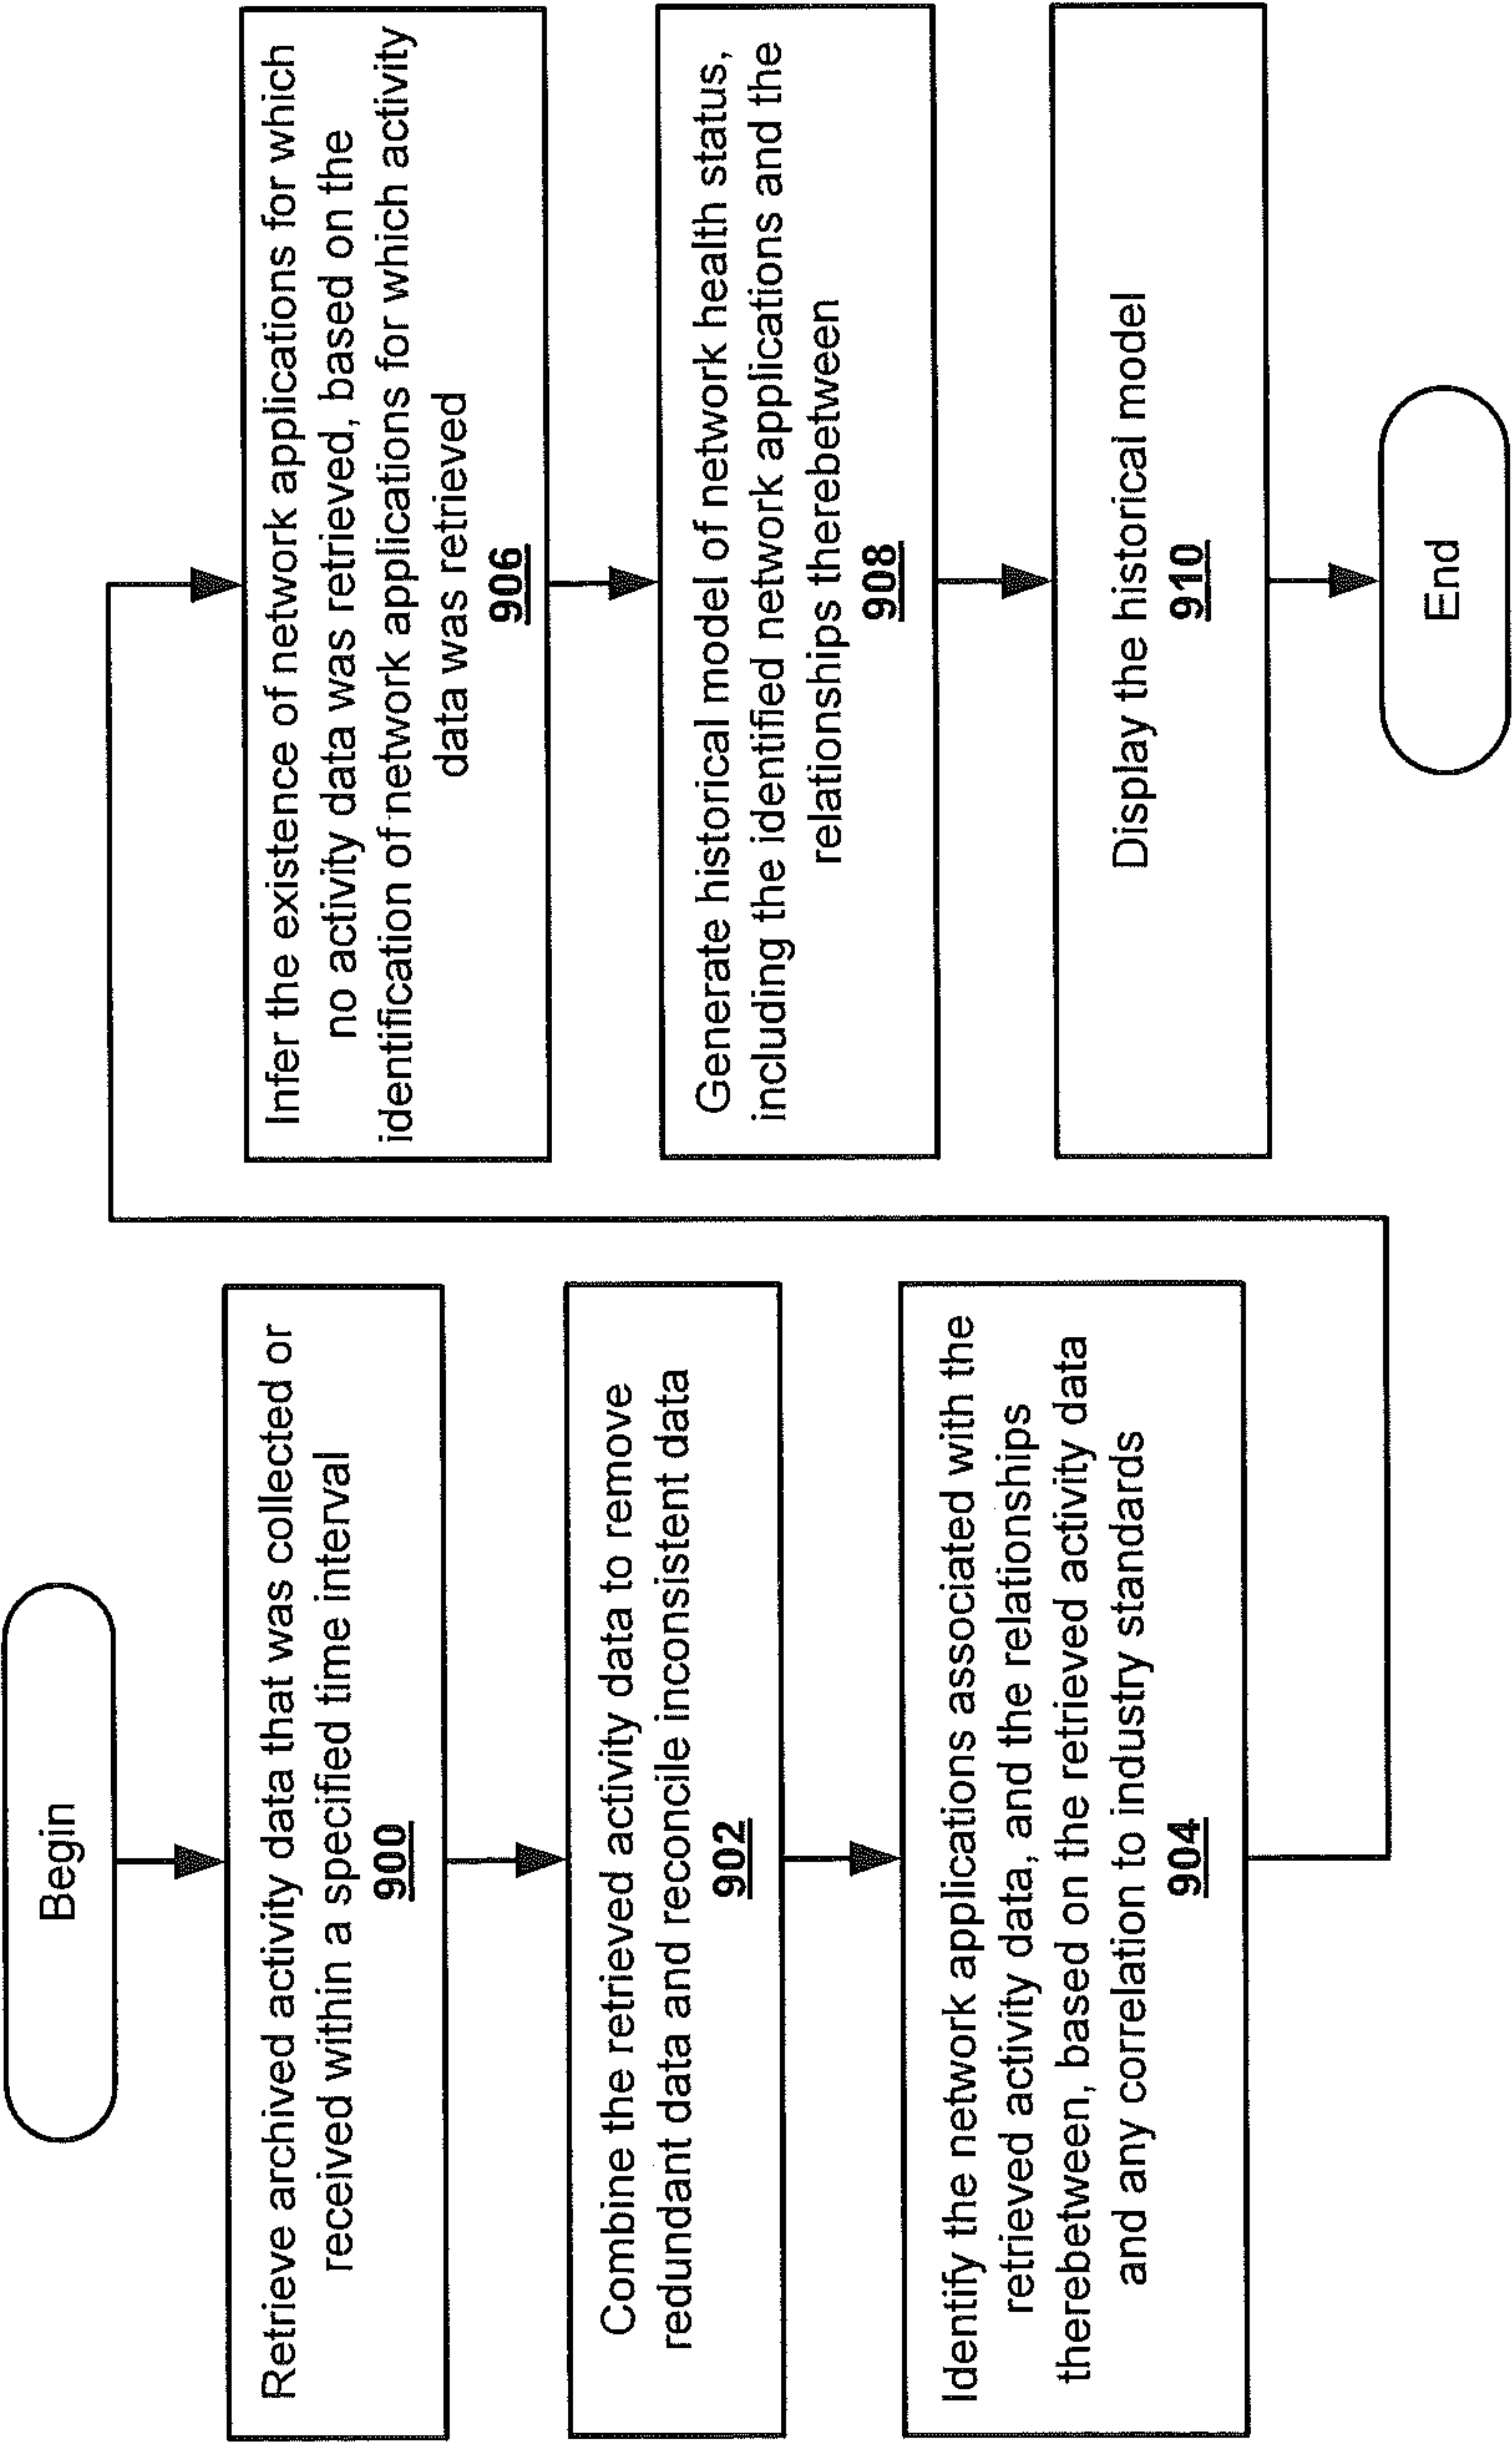 Begin
Retrieve archived activity data that was collected or
received within a specified time interval
900
Combine the retrieved activity data to remove
redundant data and reconcile inconsistent data
902
Identify the network applications associated with the
retrieved activity data, and the relationships
therebetween, based on the retrieved activity data
and any correlation to industry standards
904
Infer the existence of network applications for which
no activity data was retrieved, based on the
identification of network applications for which activity
data was retrieved
906
Generate historical model of network health status,
including the identified network applications and the
relationships therebetween
908
Display the historical model
910
End